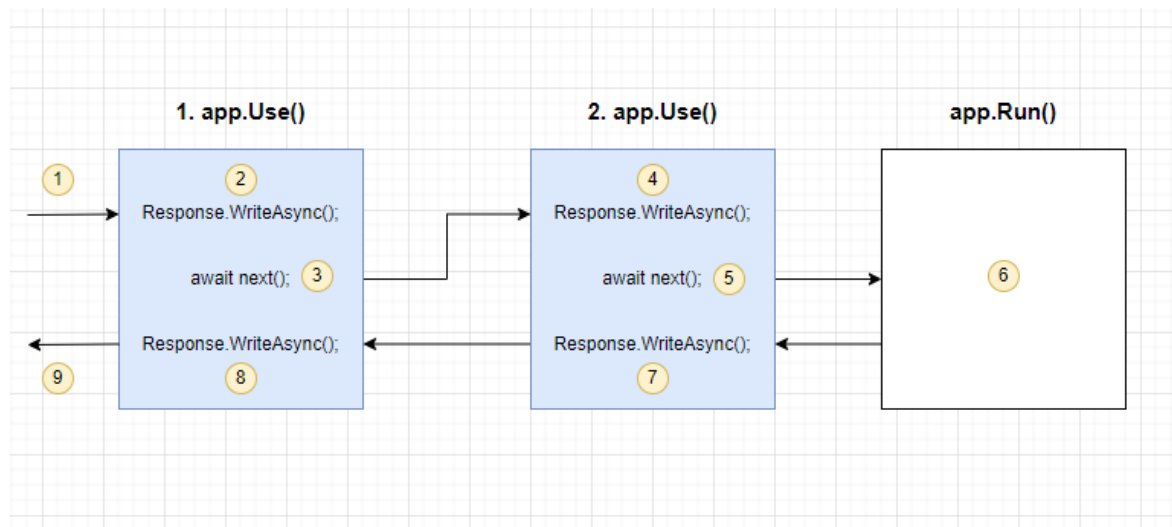 1. app.Use()
2. app.Use()
app.Run()
1
2
Response.WriteAsync();
await next();
3
Response.WriteAsync();
8
9
4
Response.WriteAsync();
await next();
5
Response.WriteAsync();
7
6